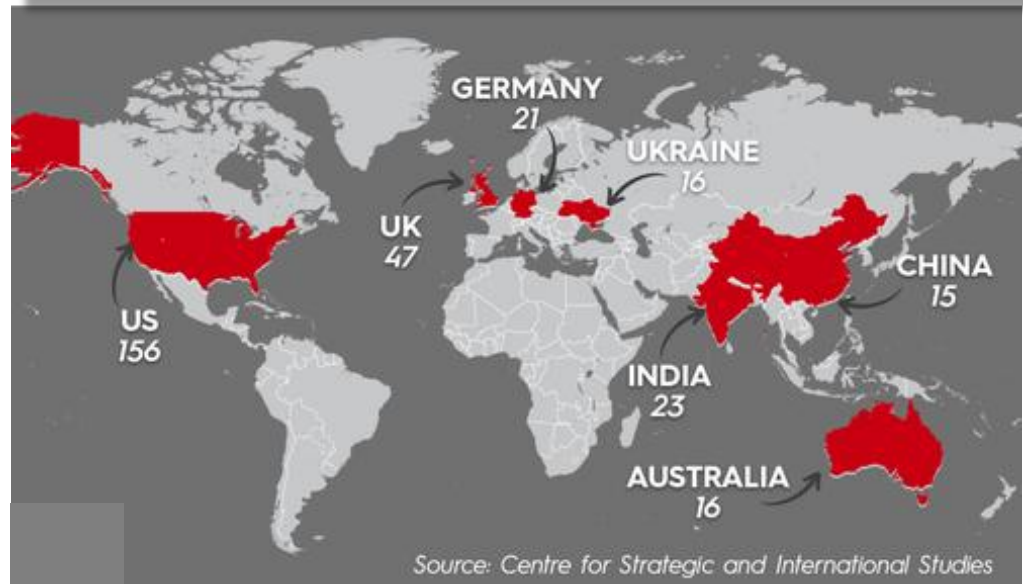 GERMANY
21
UKRAINE
16
UK
47
CHINA
15
US
156
INDIA
23
AUSTRALIA
16
Source: Centre for Strategic and International Studies